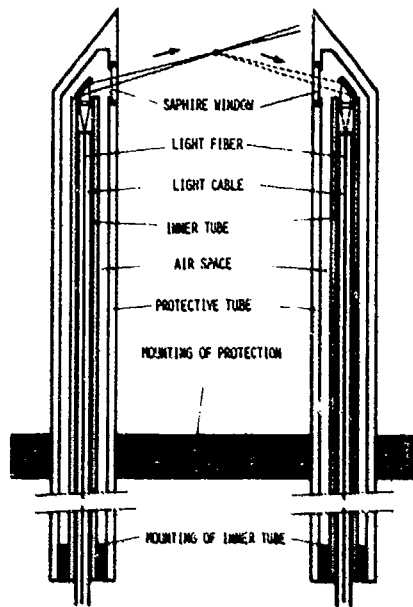 SAPHIRE WINDOW
LIGHT FIBER
LIGHT CABLE
INNER TUBE
AIR SPACE
PROTECTIVE TUBE
MOUNTING OF PROTECTION
MOUNTING OF INNER TUBE